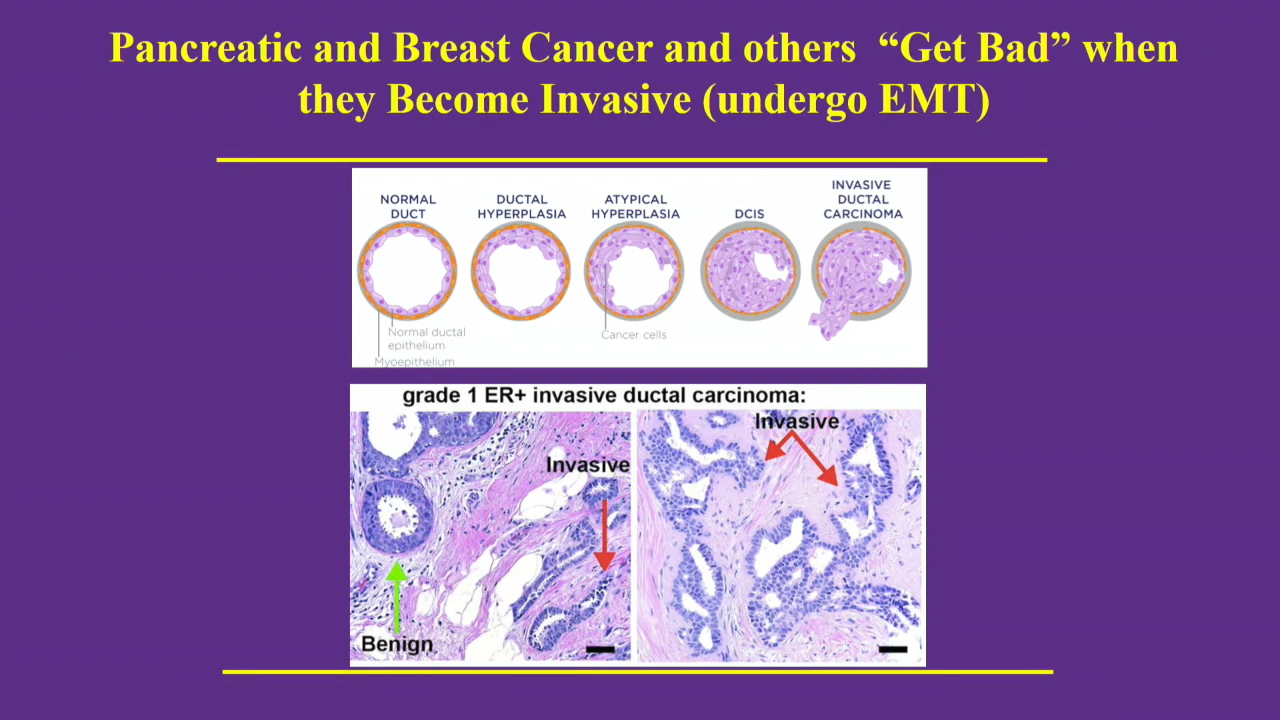 Pancreatic and Breast Cancer and others “Get Bad” when
they Become Invasive (undergo EMT)
NORMAL
DUCT
DUCTAL
HYPERPLASIA
ATYPICAL
HYPERPLASIA
DCIS
INVASIVE
DUCTAL
CARCINOMA
Normal ductal
epithelium
Myoepithelium
Cancer cells
grade 1 ER+ invasive ductal carcinoma:
Invasive
Benign
Invasive